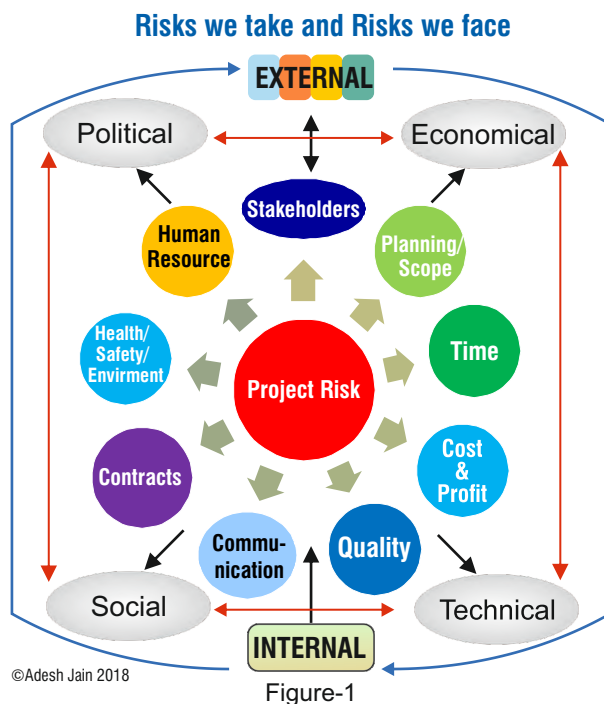 Risks we take and Risks we face
EXTERNAL
Political
Economical
Stakeholders
Human
Resource
Planning/
Scope
Health/
Safety/
Envirment
Time
Project Risk
Contracts
Cost
&
Profit
Commu-
nication
Quality
Social
Technical
INTERNAL
©Adesh Jain 2018
Figure-1